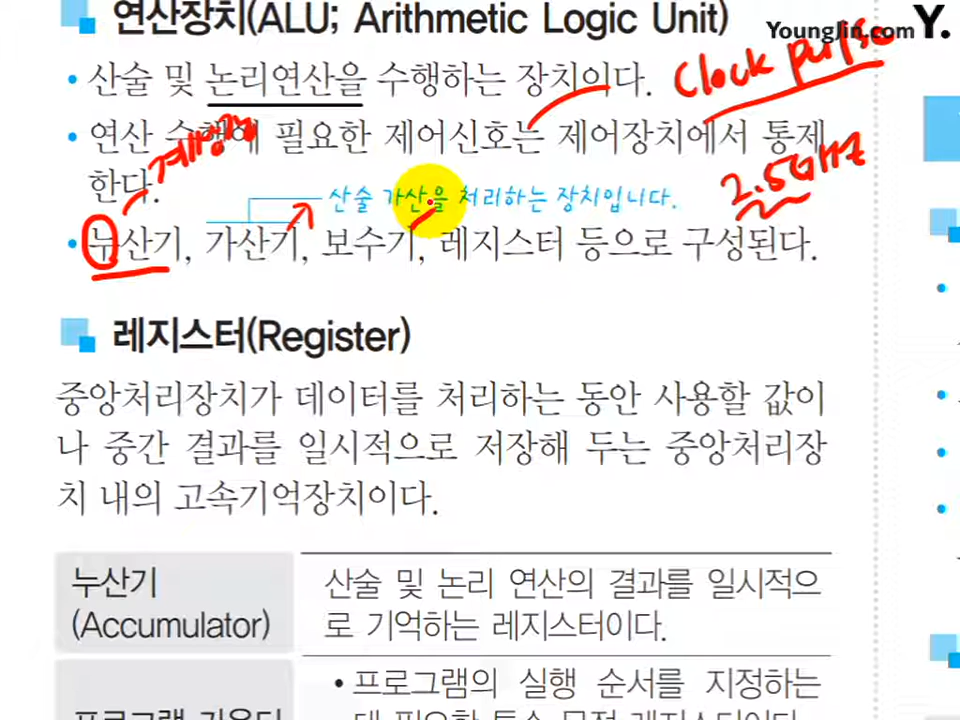 연산장치(ALU; Arithmetic Logic Unit)
YoungJin.com Y.
• 산술 및 논리연산을 수행하는 장치이다.
Clock pulse
• 연산 수행에 필요한 제어신호는 제어장치에서 통제
한다.
2.5GHz
산술 가산을 처리하는 장치입니다.
• 누산기, 가산기, 보수기, 레지스터 등으로 구성된다.
레지스터(Register)
중앙처리장치가 데이터를 처리하는 동안 사용할 값이
나 중간 결과를 일시적으로 저장해 두는 중앙처리장
치 내의 고속기억장치이다.
누산기
(Accumulator)
산술 및 논리 연산의 결과를 일시적으
로 기억하는 레지스터이다.
• 프로그램의 실행 순서를 지정하는